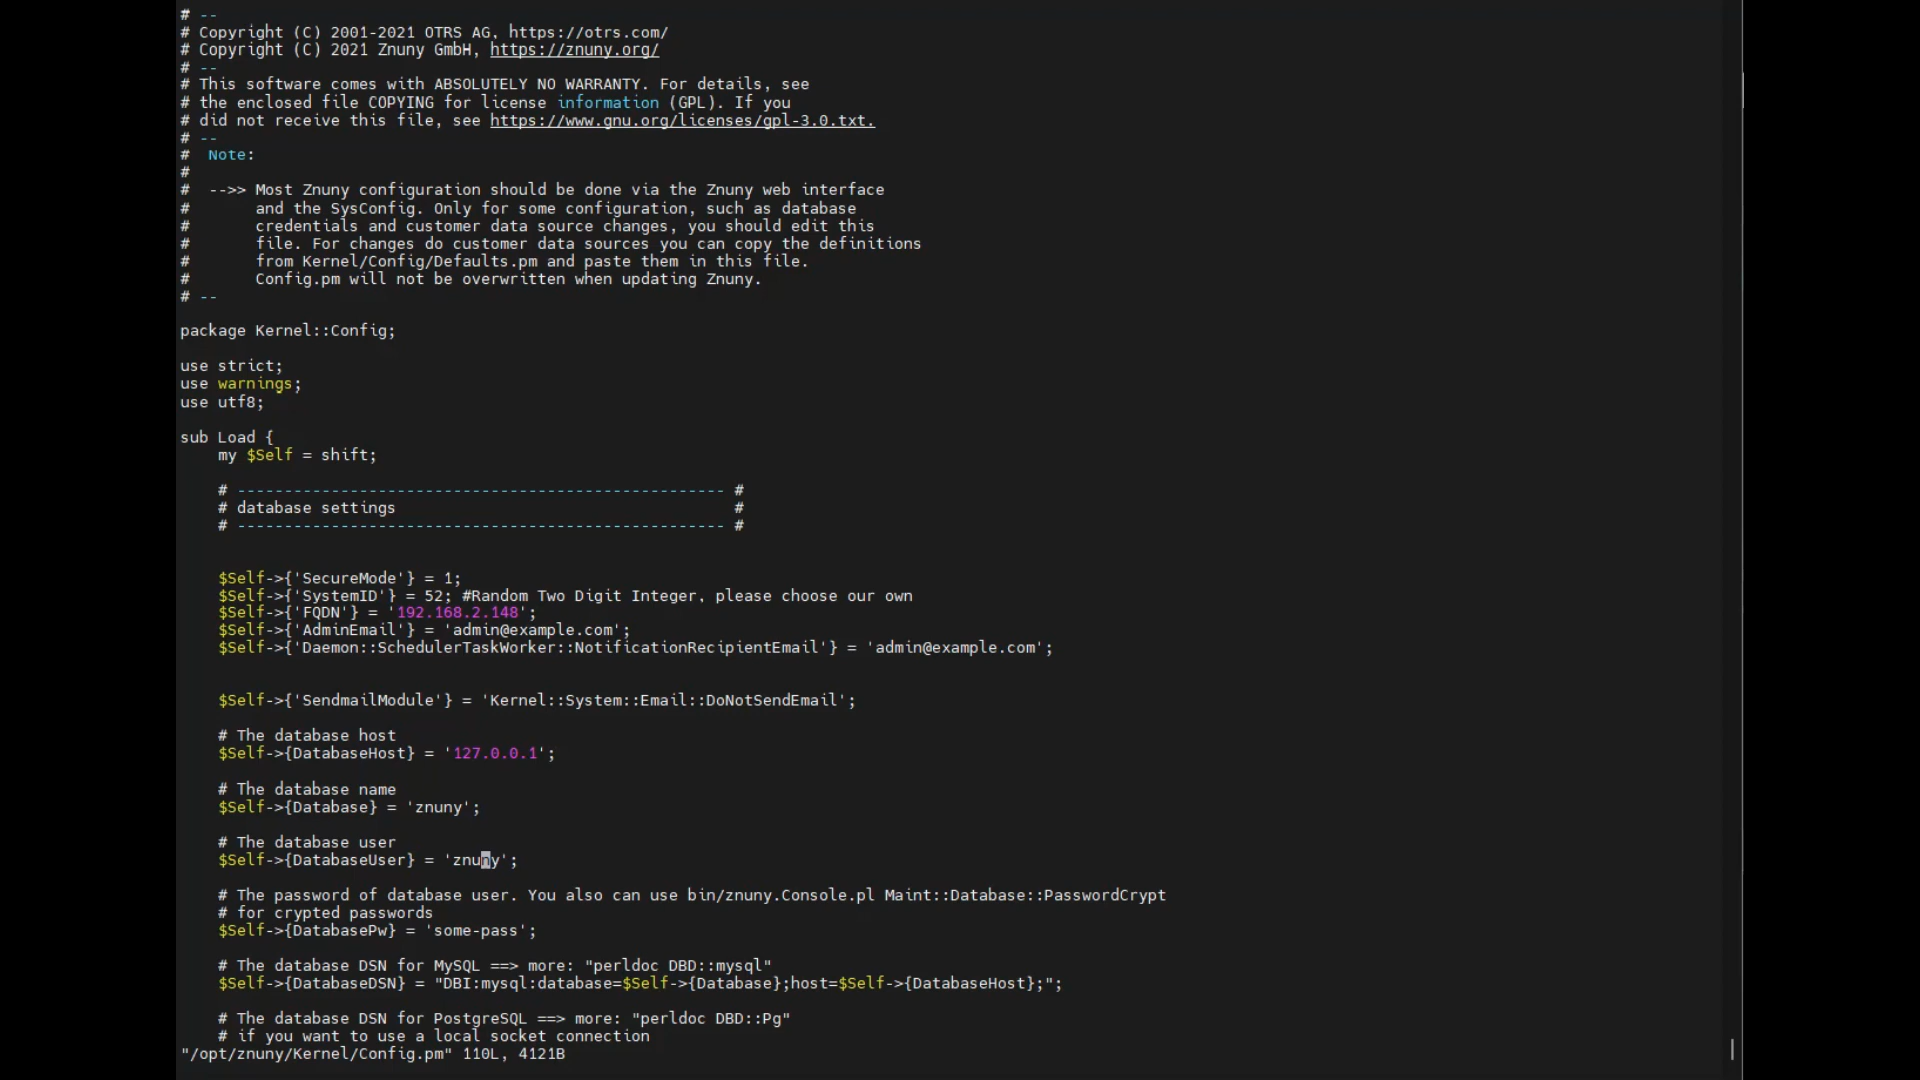 # --
# Copyright (C) 2001-2021 OTRS AG, https://otrs.com/
# Copyright (C) 2021 Znuny GmbH, https://znuny.org/
# --
# This software comes with ABSOLUTELY NO WARRANTY. For details, see
# the enclosed file COPYING for license information (GPL). If you
# did not receive this file, see https://www.gnu.org/licenses/gpl-3.0.txt.
# --
#  Note:
#
#  -->> Most Znuny configuration should be done via the Znuny web interface
#       and the SysConfig. Only for some configuration, such as database
#       credentials and customer data source changes, you should edit this
#       file. For changes do customer data sources you can copy the definitions
#       from Kernel/Config/Defaults.pm and paste them in this file.
#       Config.pm will not be overwritten when updating Znuny.
# --
package Kernel::Config;
use strict;
use warnings;
use utf8;
sub Load {
    my $Self = shift;
    # ---------------------------------------------------- #
    # database settings                                    #
    # ---------------------------------------------------- #
    $Self->{'SecureMode'} = 1;
    $Self->{'SystemID'} = 52; #Random Two Digit Integer, please choose our own
    $Self->{'FQDN'} = '192.168.2.148';
    $Self->{'AdminEmail'} = 'admin@example.com';
    $Self->{'Daemon::SchedulerTaskWorker::NotificationRecipientEmail'} = 'admin@example.com';
    $Self->{'SendmailModule'} = 'Kernel::System::Email::DoNotSendEmail';
    # The database host
    $Self->{DatabaseHost} = '127.0.0.1';
    # The database name
    $Self->{Database} = 'znuny';
    # The database user
    $Self->{DatabaseUser} = 'znuny';
    # The password of database user. You also can use bin/znuny.Console.pl Maint::Database::PasswordCrypt
    # for crypted passwords
    $Self->{DatabasePw} = 'some-pass';
    # The database DSN for MySQL ==> more: "perldoc DBD::mysql"
    $Self->{DatabaseDSN} = "DBI:mysql:database=$Self->{Database};host=$Self->{DatabaseHost};";
    # The database DSN for PostgreSQL ==> more: "perldoc DBD::Pg"
    # if you want to use a local socket connection
"/opt/znuny/Kernel/Config.pm" 110L, 4121B